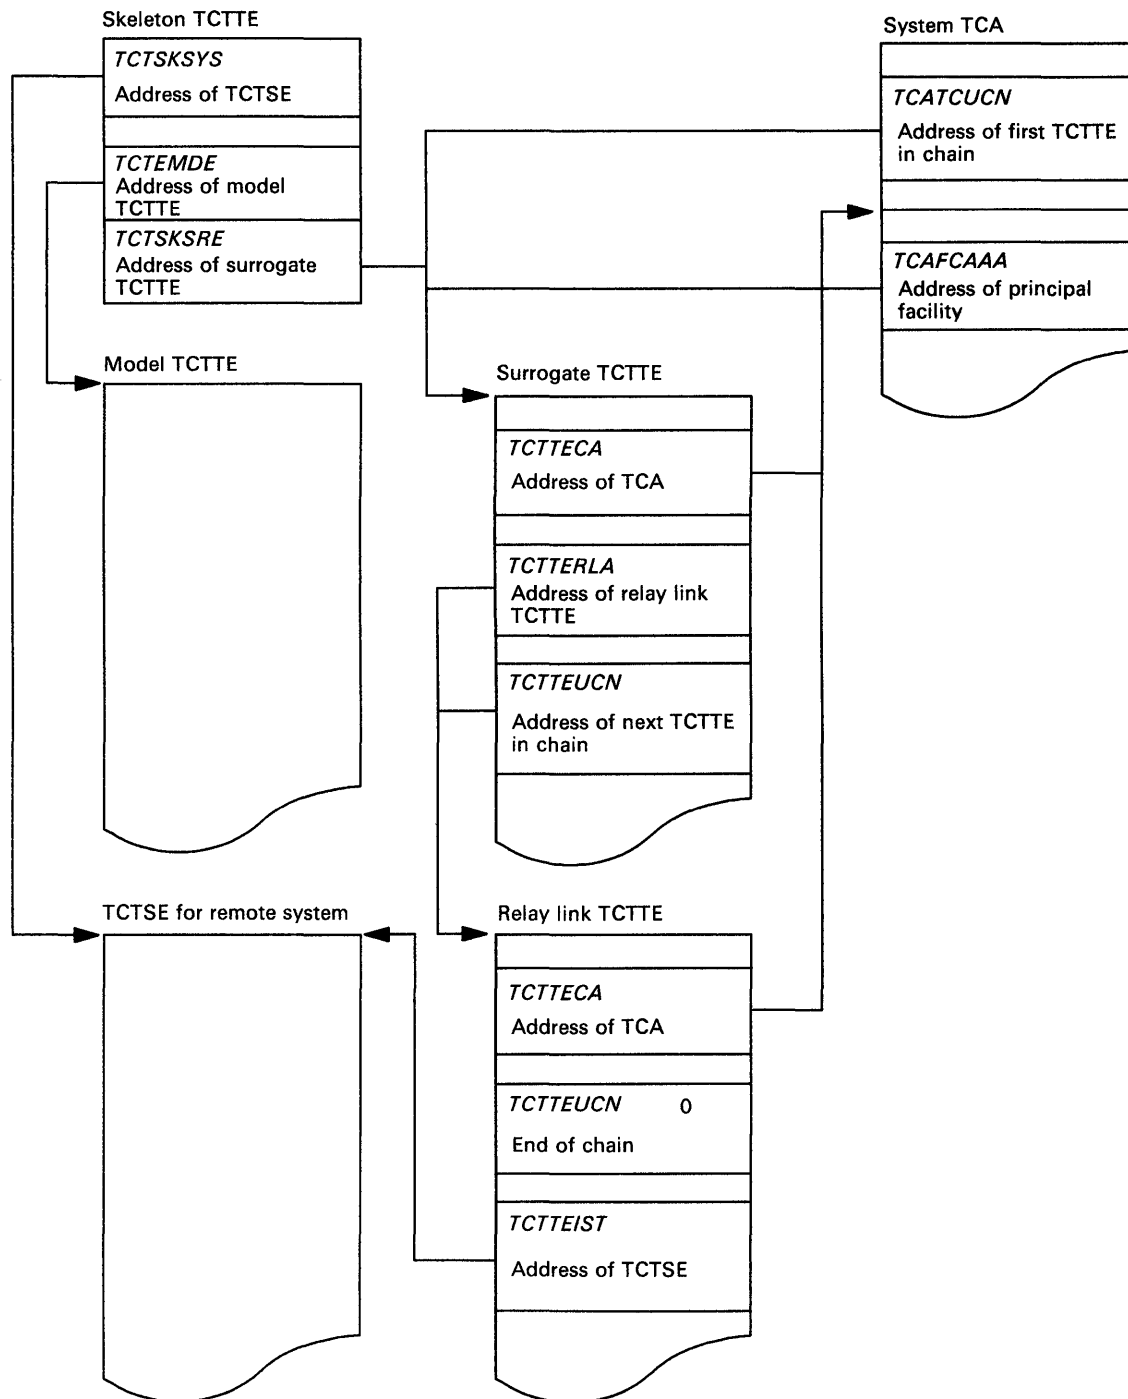 Skeleton TCTTE
TCTSKSYS
Address of TCTSE
TCTEMDE
Address of model
TCTTE
TCTSKSRE
Address of surrogate
TCTTE
System TCA
TCATCUCN
Address of first TCTTE
in chain
TCAFCAAA
Address of principal
facility
Model TCTTE
Surrogate TCTTE
TCTTECA
Address of TCA
TCTTERLA
Address of relay link
TCTTE
TCTTEUCN
Address of next TCTTE
in chain
TCTSE for remote system
Relay link TCTTE
TCTTECA
Address of TCA
TCTTEUCN 0
End of chain
TCTTEIST
Address of TCTSE